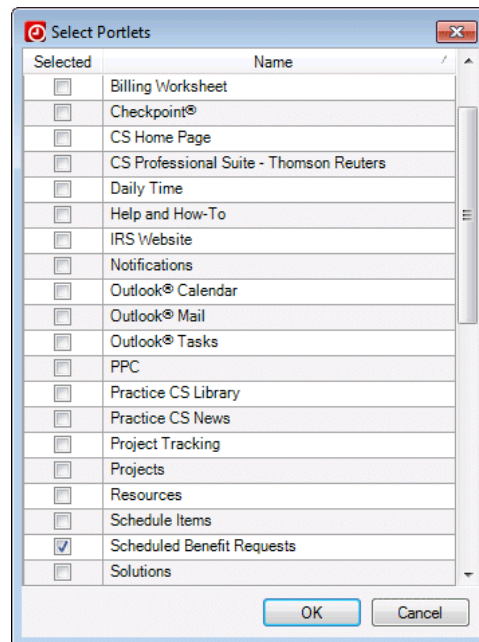 Select Portlets
Selected Name
Billing Worksheet
Checkpoint®
CS Home Page
CS Professional Suite - Thomson Reuters
Daily Time
Help and How-To
IRS Website
Notifications
Outlook® Calendar
Outlook® Mail
Outlook® Tasks
PPC
Practice CS Library
Practice CS News
Project Tracking
Projects
Resources
Schedule Items
Scheduled Benefit Requests
Solutions
OK Cancel